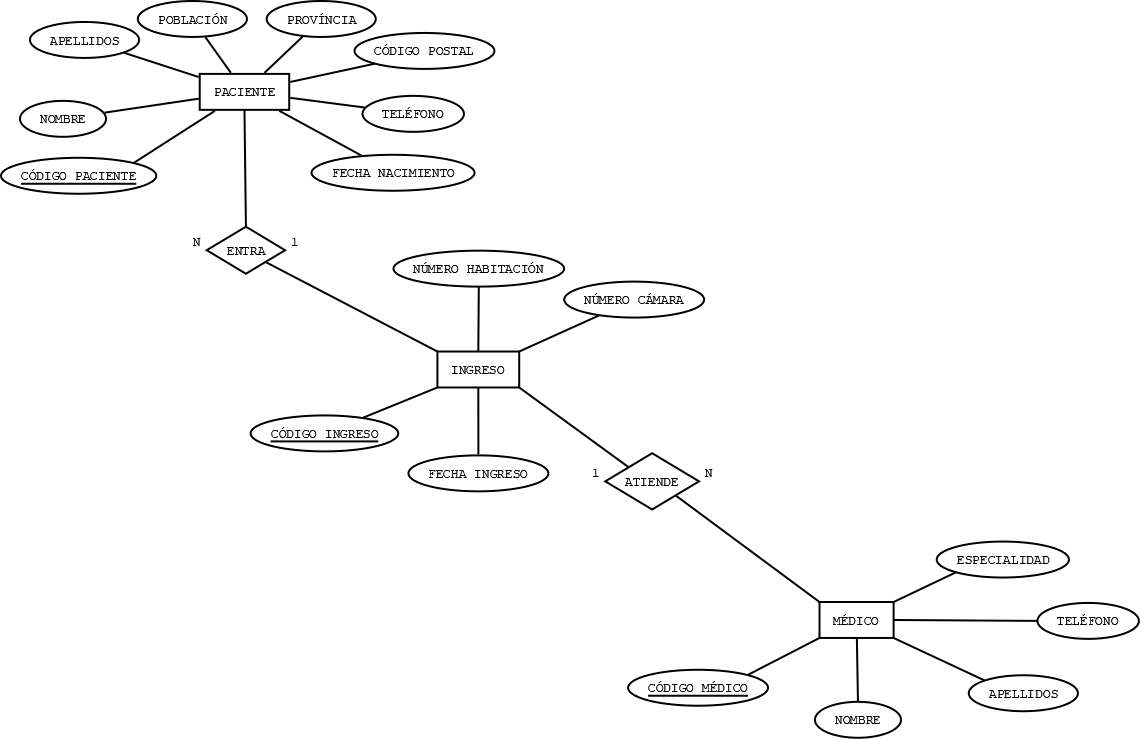 POBLACIÓN
PROVÍNCIA
APELLIDOS
CÓDIGO POSTAL
PACIENTE
NOMBRE
TELÉFONO
CÓDIGO PACIENTE
FECHA NACIMIENTO
N
ENTRA
1
NÚMERO HABITACIÓN
NÚMERO CÁMARA
INGRESO
CÓDIGO INGRESO
FECHA INGRESO
1
ATIENDE
N
ESPECIALIDAD
MÉDICO
TELÉFONO
CÓDIGO MÉDICO
APELLIDOS
NOMBRE